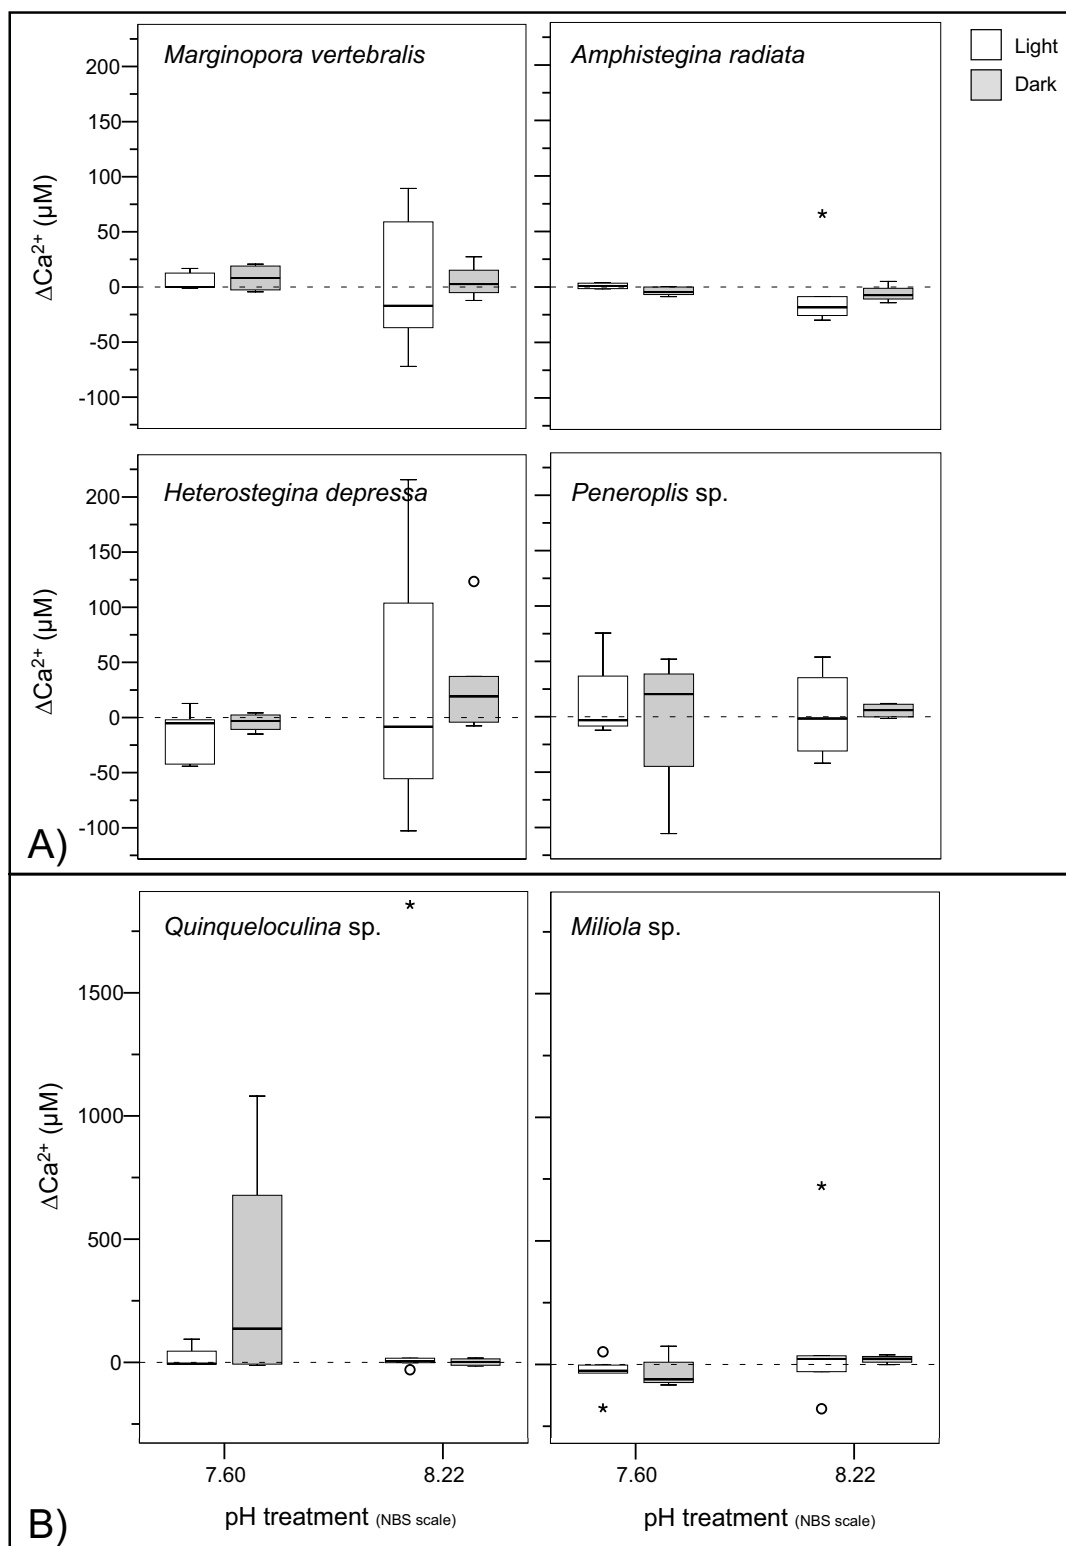 Marginopora vertebralis
Amphistegina radiata
Light
Dark
200
150
100
50
0
-50
-100
ΔCa²⁺ (µM)
Heterostegina depressa
Peneroplis sp.
200
150
100
50
0
-50
-100
ΔCa²⁺ (µM)
A)
Quinqueloculina sp.
Miliola sp.
1500
1000
500
0
ΔCa²⁺ (µM)
7.60
8.22
7.60
8.22
pH treatment (NBS scale)
pH treatment (NBS scale)
B)